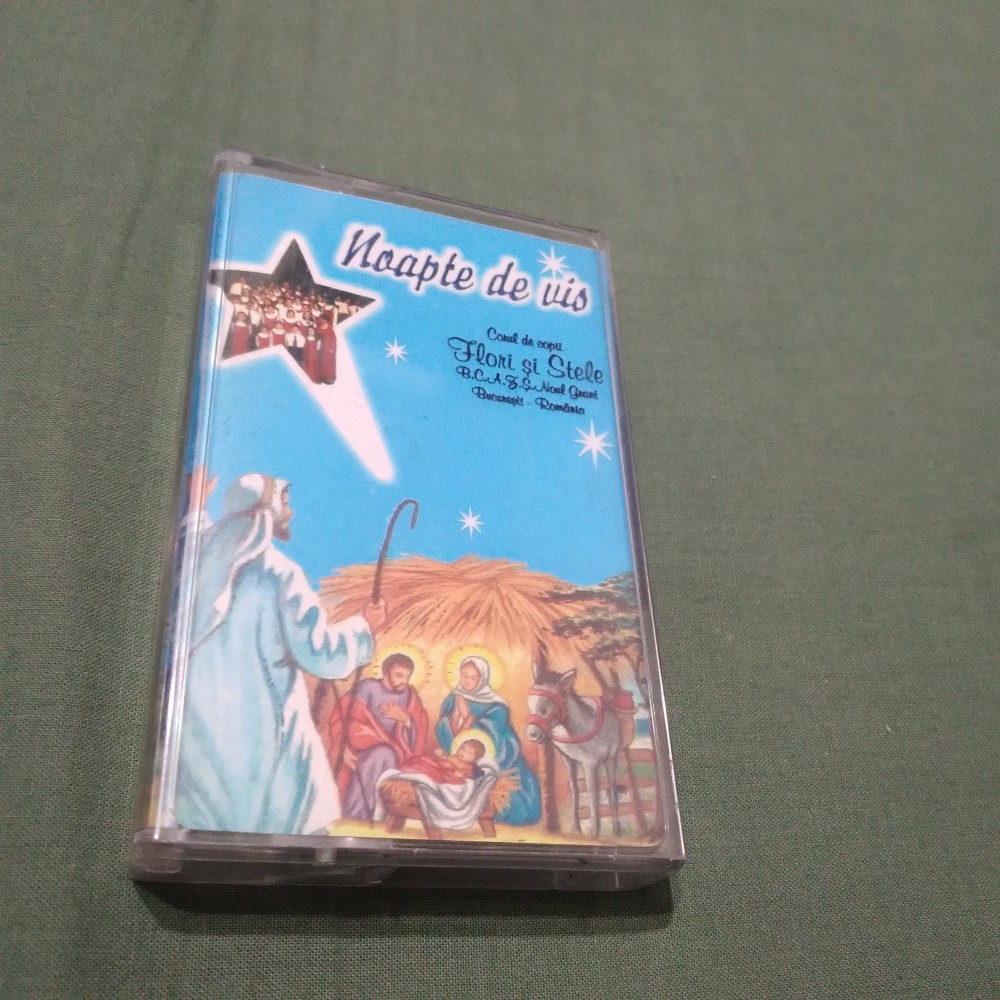 Noapte de vis
Corul de copii
Flori și Stele
B.C.A.Z.Ș. Noul Grant
București - România